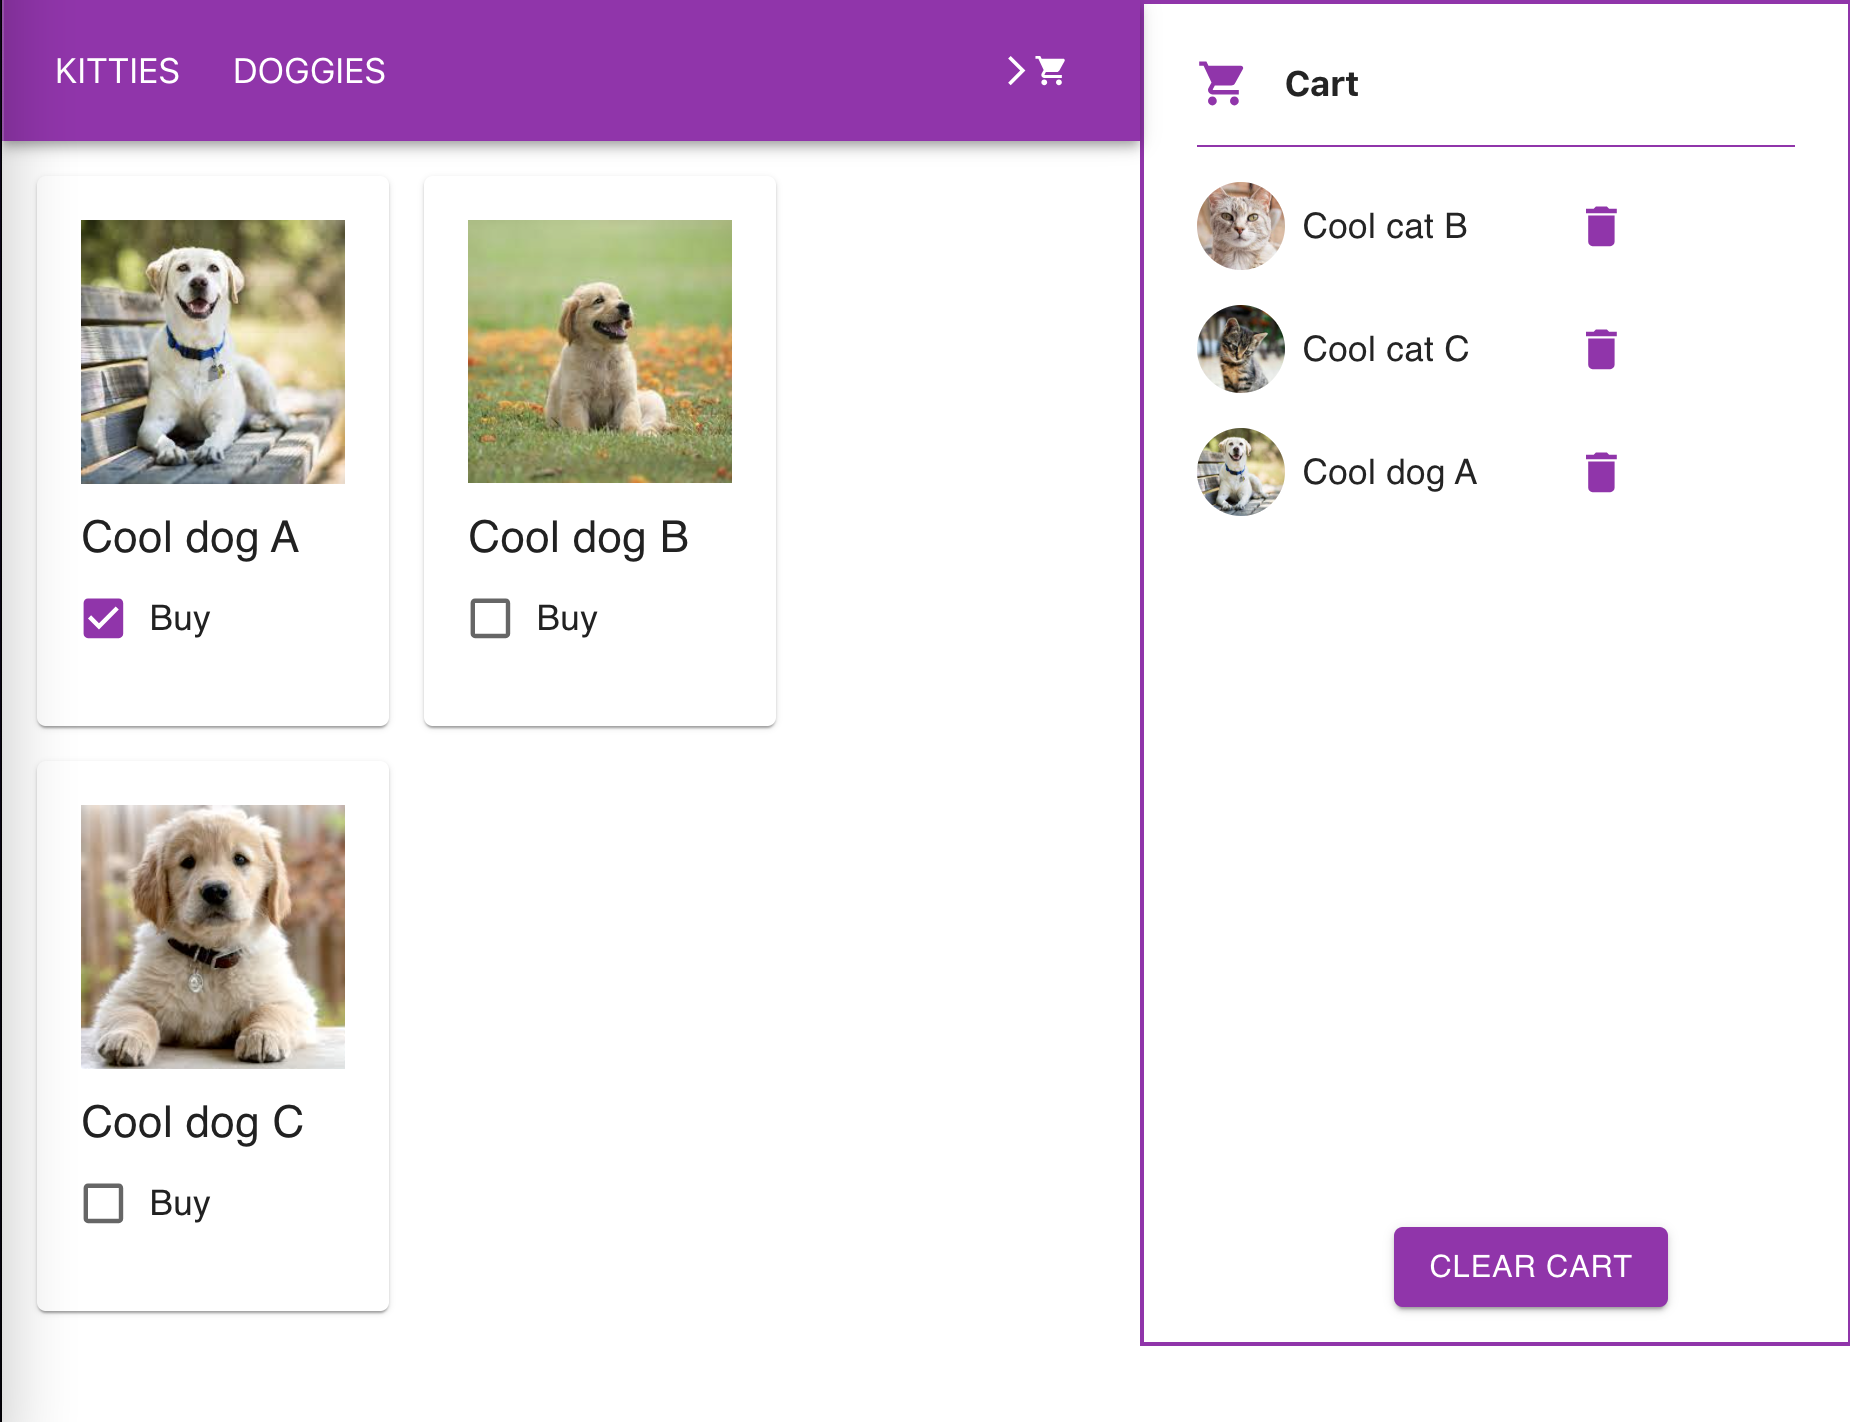 KITTIES DOGGIES
Cool dog A
Buy
Cool dog B
Buy
Cool dog C
Buy
Cart
Cool cat B
Cool cat C
Cool dog A
CLEAR CART